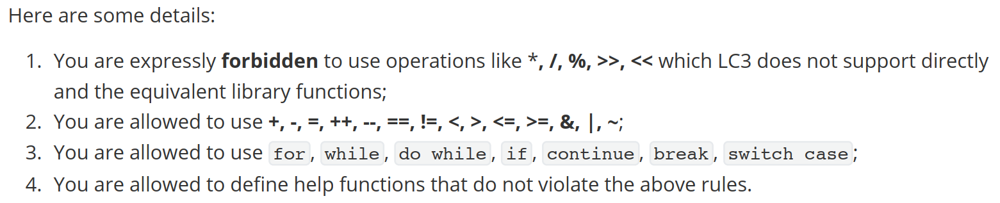 Here are some details:
1. You are expressly forbidden to use operations like *, /, %, >>, << which LC3 does not support directly
and the equivalent library functions;
2. You are allowed to use +, -, =, ++, --, ==, !=, <, >, <=, >=, &, |, ~;
3. You are allowed to use for, while, do while, if, continue, break, switch case;
4. You are allowed to define help functions that do not violate the above rules.